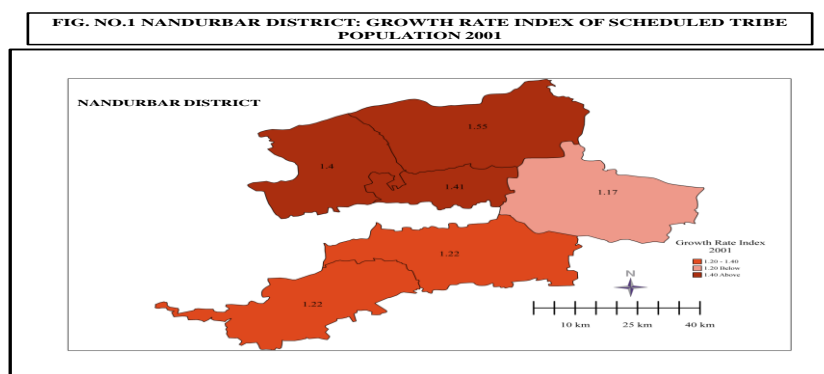 FIG. NO.1 NANDURBAR DISTRICT: GROWTH RATE INDEX OF SCHEDULED TRIBE
POPULATION 2001
NANDURBAR DISTRICT
1.55
1.4
1.41
1.17
1.22
1.22
Growth Rate Index
2001
1.20 - 1.40
1.20 Below
1.40 Above
N
10 km 25 km 40 km